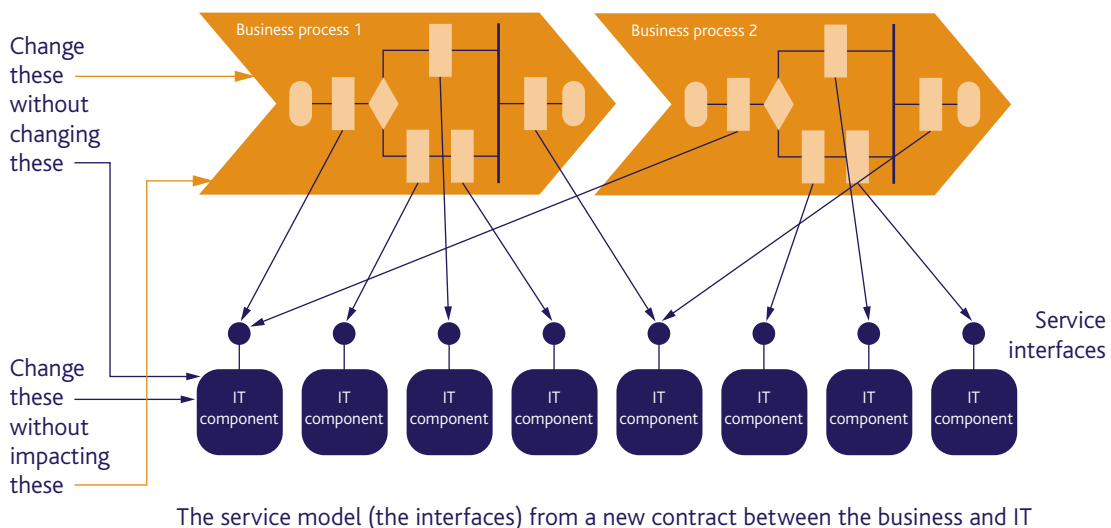 Business process 1
Business process 2
Change
these
without
changing
these
Service
interfaces
Change
these
without
impacting
these
IT
component
IT
component
IT
component
IT
component
IT
component
IT
component
IT
component
IT
component
The service model (the interfaces) from a new contract between the business and IT